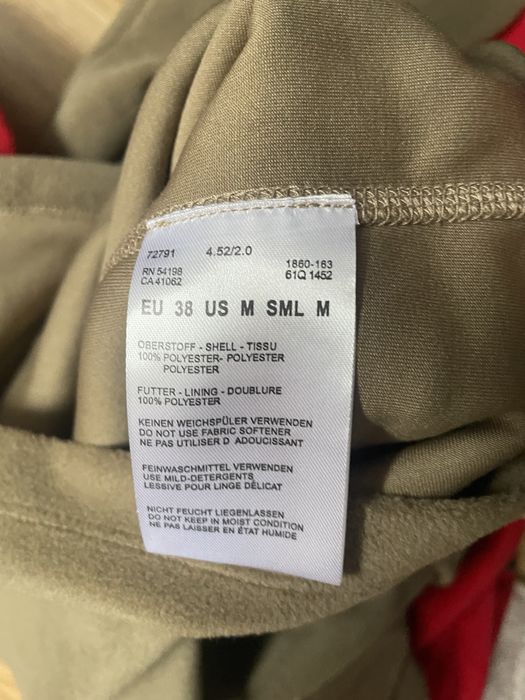 72791 4.52/2.0
RN 54198 1860-163
CA 41062 61Q 1452
EU 38 US M SML M
OBERSTOFF - SHELL - TISSU
100% POLYESTER- POLYESTER
POLYESTER
FUTTER - LINING - DOUBLURE
100% POLYESTER
KEINEN WEICHSPÜLER VERWENDEN
DO NOT USE FABRIC SOFTENER
NE PAS UTILISER D ADOUCISSANT
FEINWASCHMITTEL VERWENDEN
USE MILD-DETERGENTS
LESSIVE POUR LINGE DÉLICAT
NICHT FEUCHT LIEGENLASSEN
DO NOT KEEP IN MOIST CONDITION
NE PAS LAISSER EN ÉTAT HUMIDE